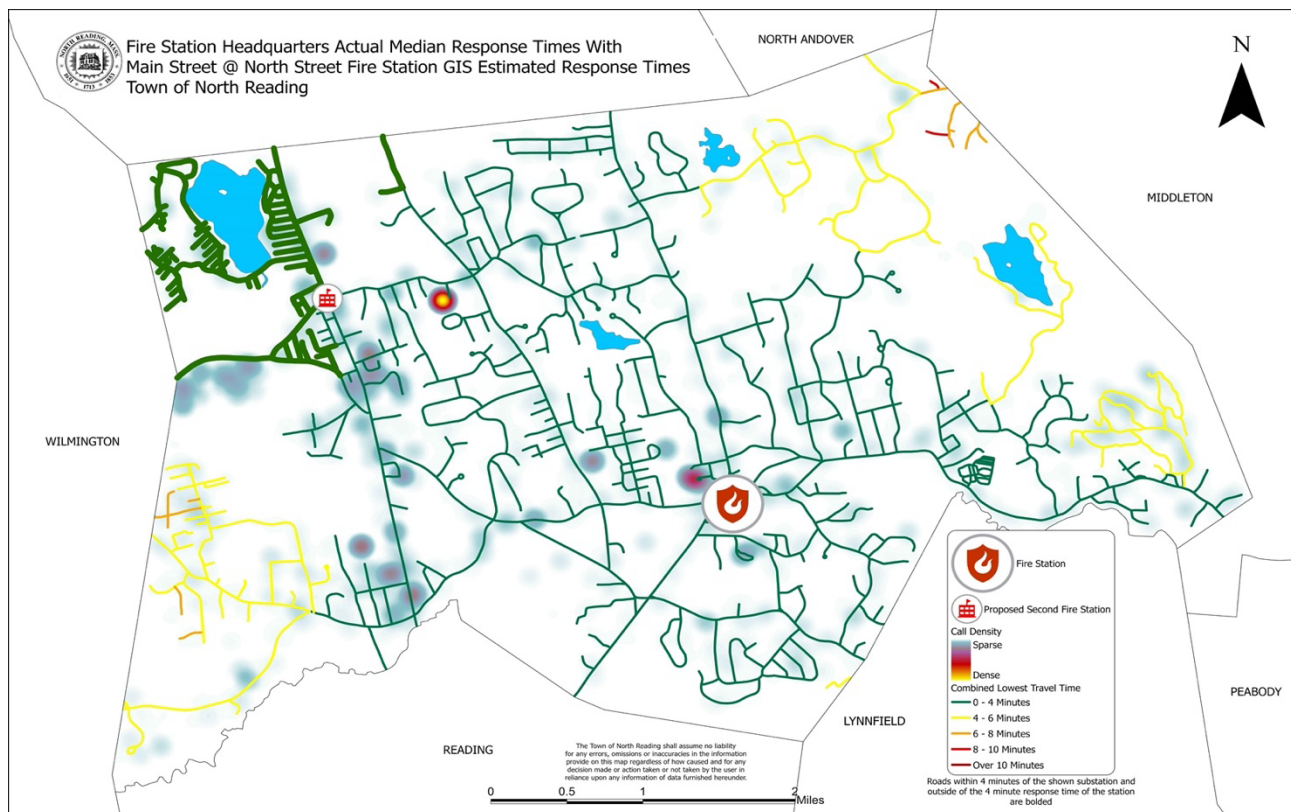 Fire Station Headquarters Actual Median Response Times With
Main Street @ North Street Fire Station GIS Estimated Response Times
Town of North Reading
NORTH READING, MASS.
1713
1853
NORTH ANDOVER
N
MIDDLETON
WILMINGTON
PEABODY
LYNNFIELD
READING
Fire Station
Proposed Second Fire Station
Call Density
Sparse
Dense
Combined Lowest Travel Time
0 - 4 Minutes
4 - 6 Minutes
6 - 8 Minutes
8 - 10 Minutes
Over 10 Minutes
Roads within 4 minutes of the shown substation and
outside of the 4 minute response time of the station
are bolded
The Town of North Reading shall assume no liability
for any errors, omissions or inaccuracies in the information
provide on this map regardless of how caused and for any
decision made or action taken or not taken by the user in
reliance upon any information of data furnished hereunder.
0 0.5 1 2
Miles